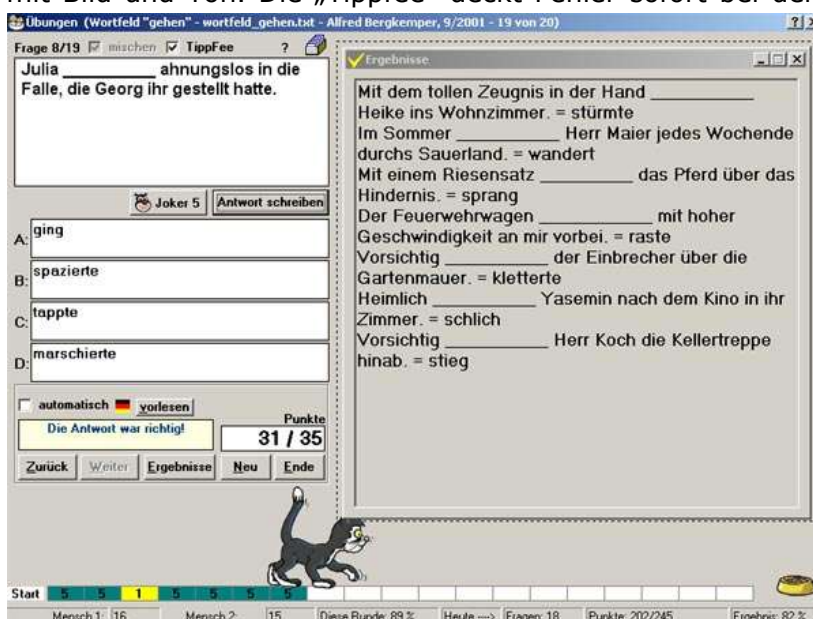 mit Bild und Ton. Die „TippFee“ deckt Fehler sofort bei der
Übungen (Wortfeld "gehen" - wortfeld_gehen.txt - Alfred Bergkemper, 9/2001 - 19 von 20)
Frage 8/19 mischen TippFee ?
Julia ________ ahnungslos in die
Falle, die Georg ihr gestellt hatte.
Joker 5 Antwort schreiben
A: ging
B: spazierte
C: tappte
D: marschierte
automatisch vorlesen
Die Antwort war richtig!
Punkte
31 / 35
Zurück Weiter Ergebnisse Neu Ende
Ergebnisse
Mit dem tollen Zeugnis in der Hand _________
Heike ins Wohnzimmer. = stürmte
Im Sommer _________ Herr Maier jedes Wochende
durchs Sauerland. = wandert
Mit einem Riesensatz ________ das Pferd über das
Hindernis. = sprang
Der Feuerwehrwagen __________ mit hoher
Geschwindigkeit an mir vorbei. = raste
Vorsichtig _________ der Einbrecher über die
Gartenmauer. = kletterte
Heimlich _________ Yasemin nach dem Kino in ihr
Zimmer. = schlich
Vorsichtig _________ Herr Koch die Kellertreppe
hinab. = stieg
Start 5 5 1 5 5 5 5
Mensch 1: 16 Mensch 2: 15 Diese Runde: 89 % Heute ---> Fragen: 18 Punkte: 202/245 Ergebnis: 82 %